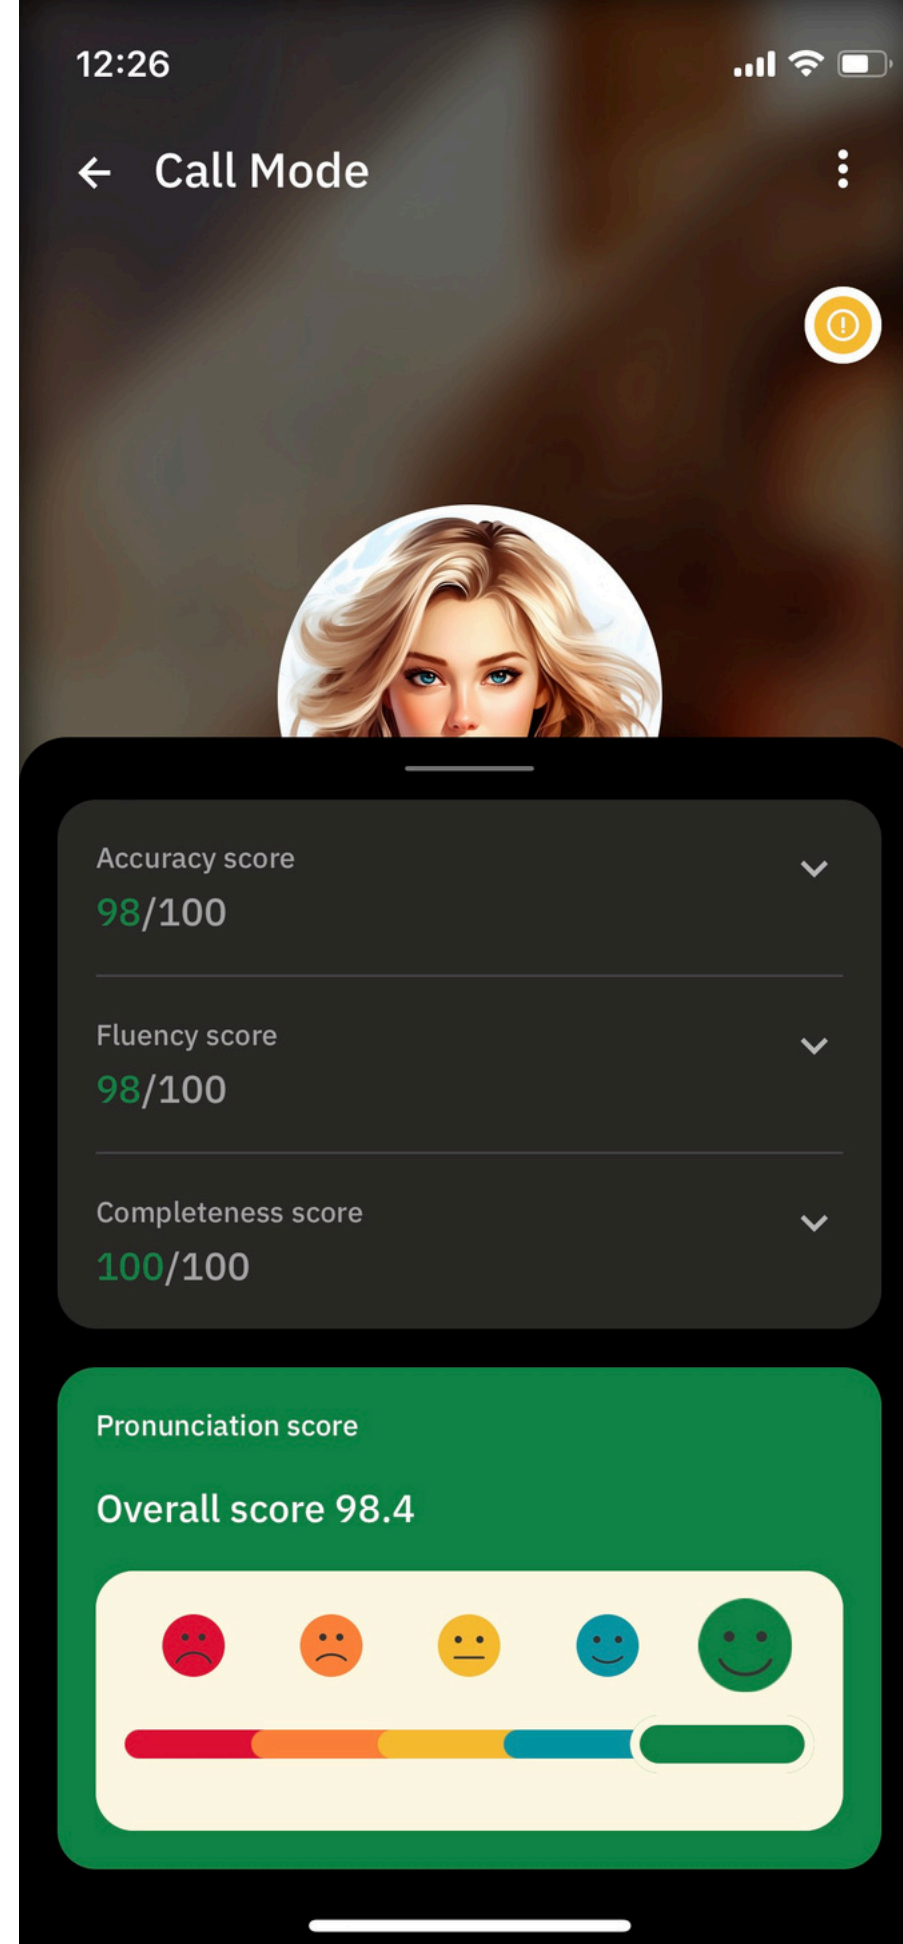 12:26
Call Mode
Accuracy score
98/100
Fluency score
98/100
Completeness score
100/100
Pronunciation score
Overall score 98.4